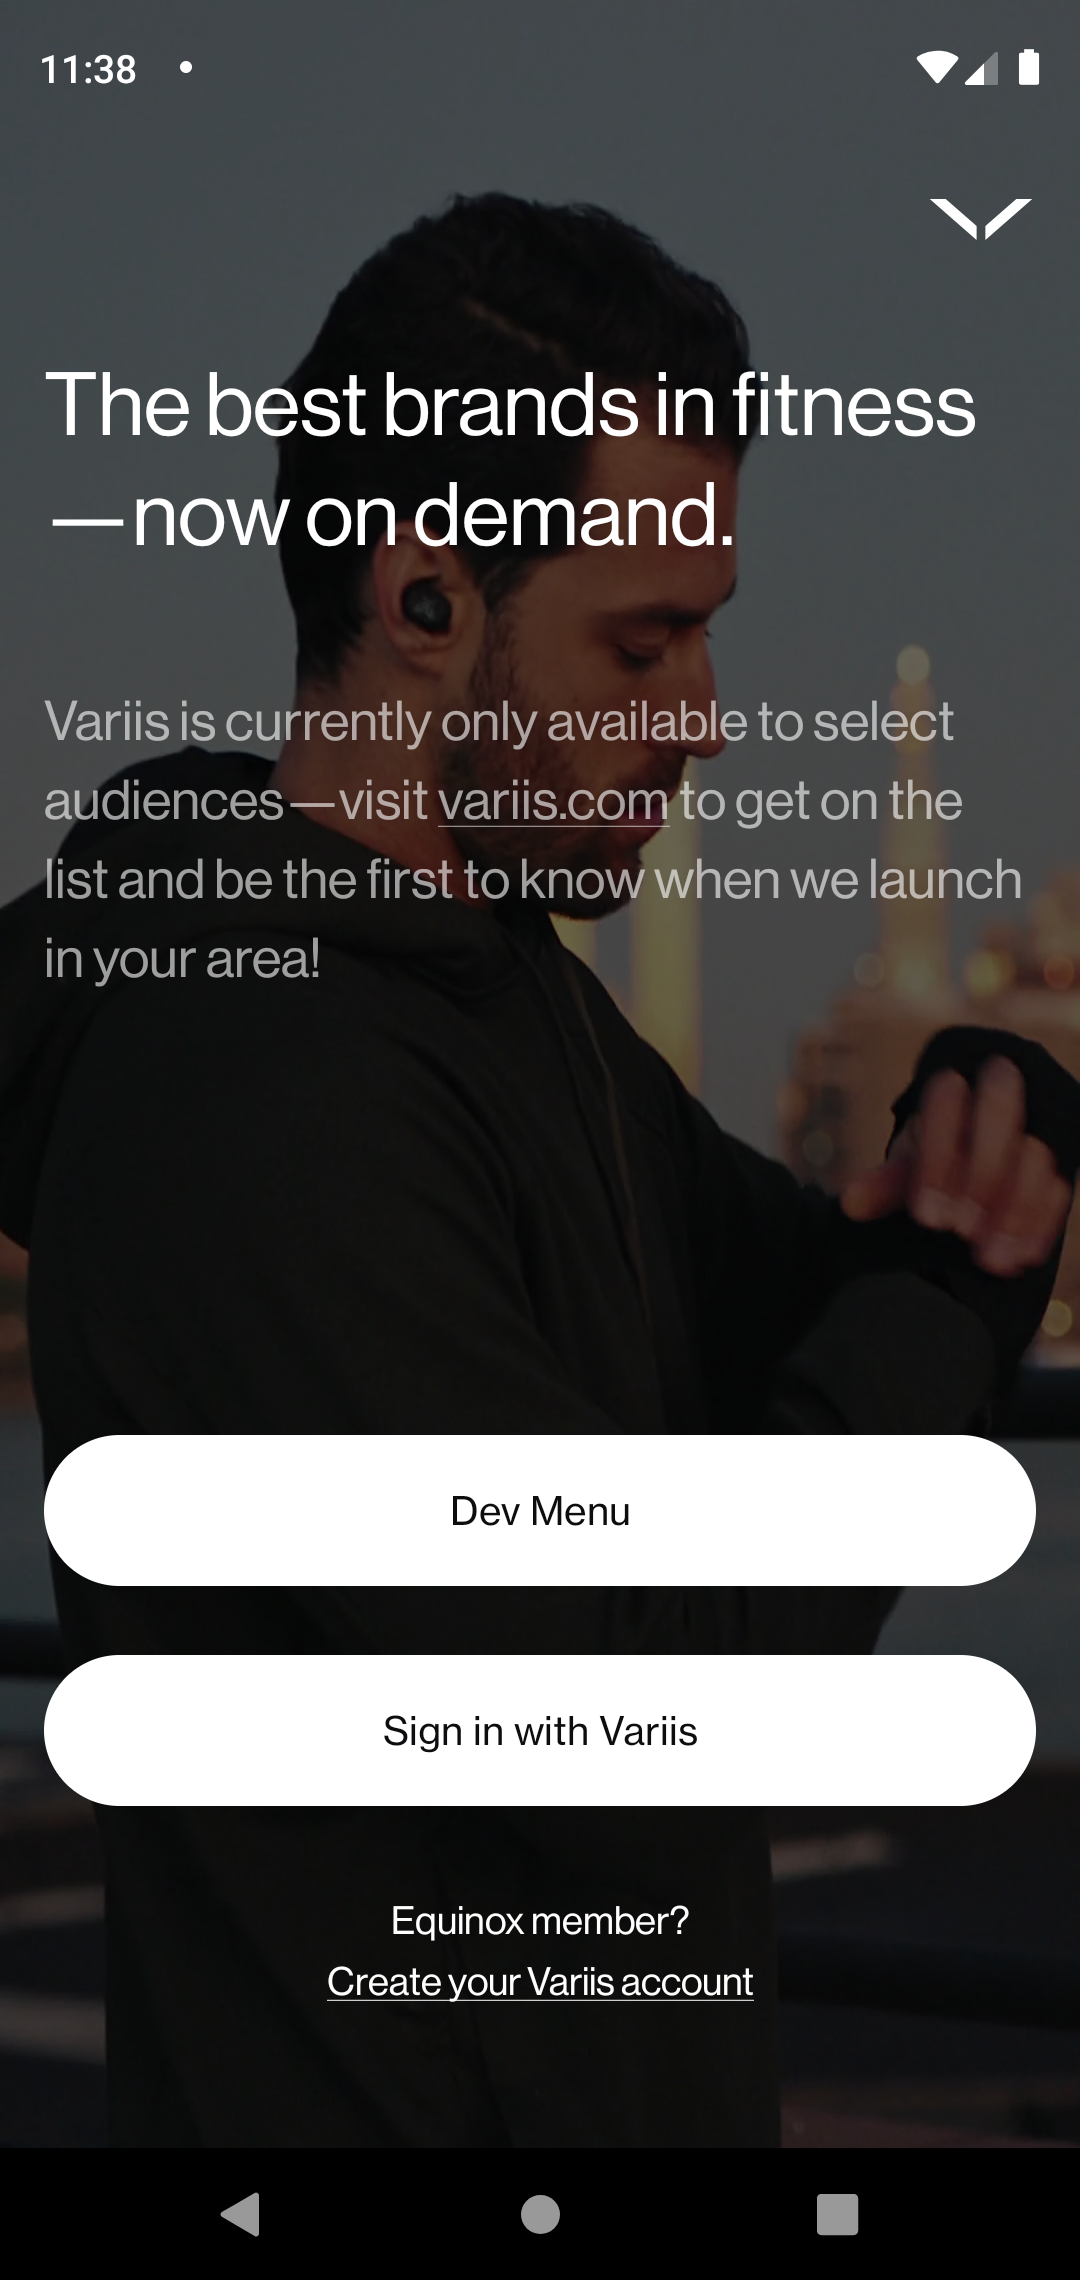 11:38
The best brands in fitness
—now on demand.
Variis is currently only available to select
audiences—visit variis.com to get on the
list and be the first to know when we launch
in your area!
Dev Menu
Sign in with Variis
Equinox member?
Create your Variis account